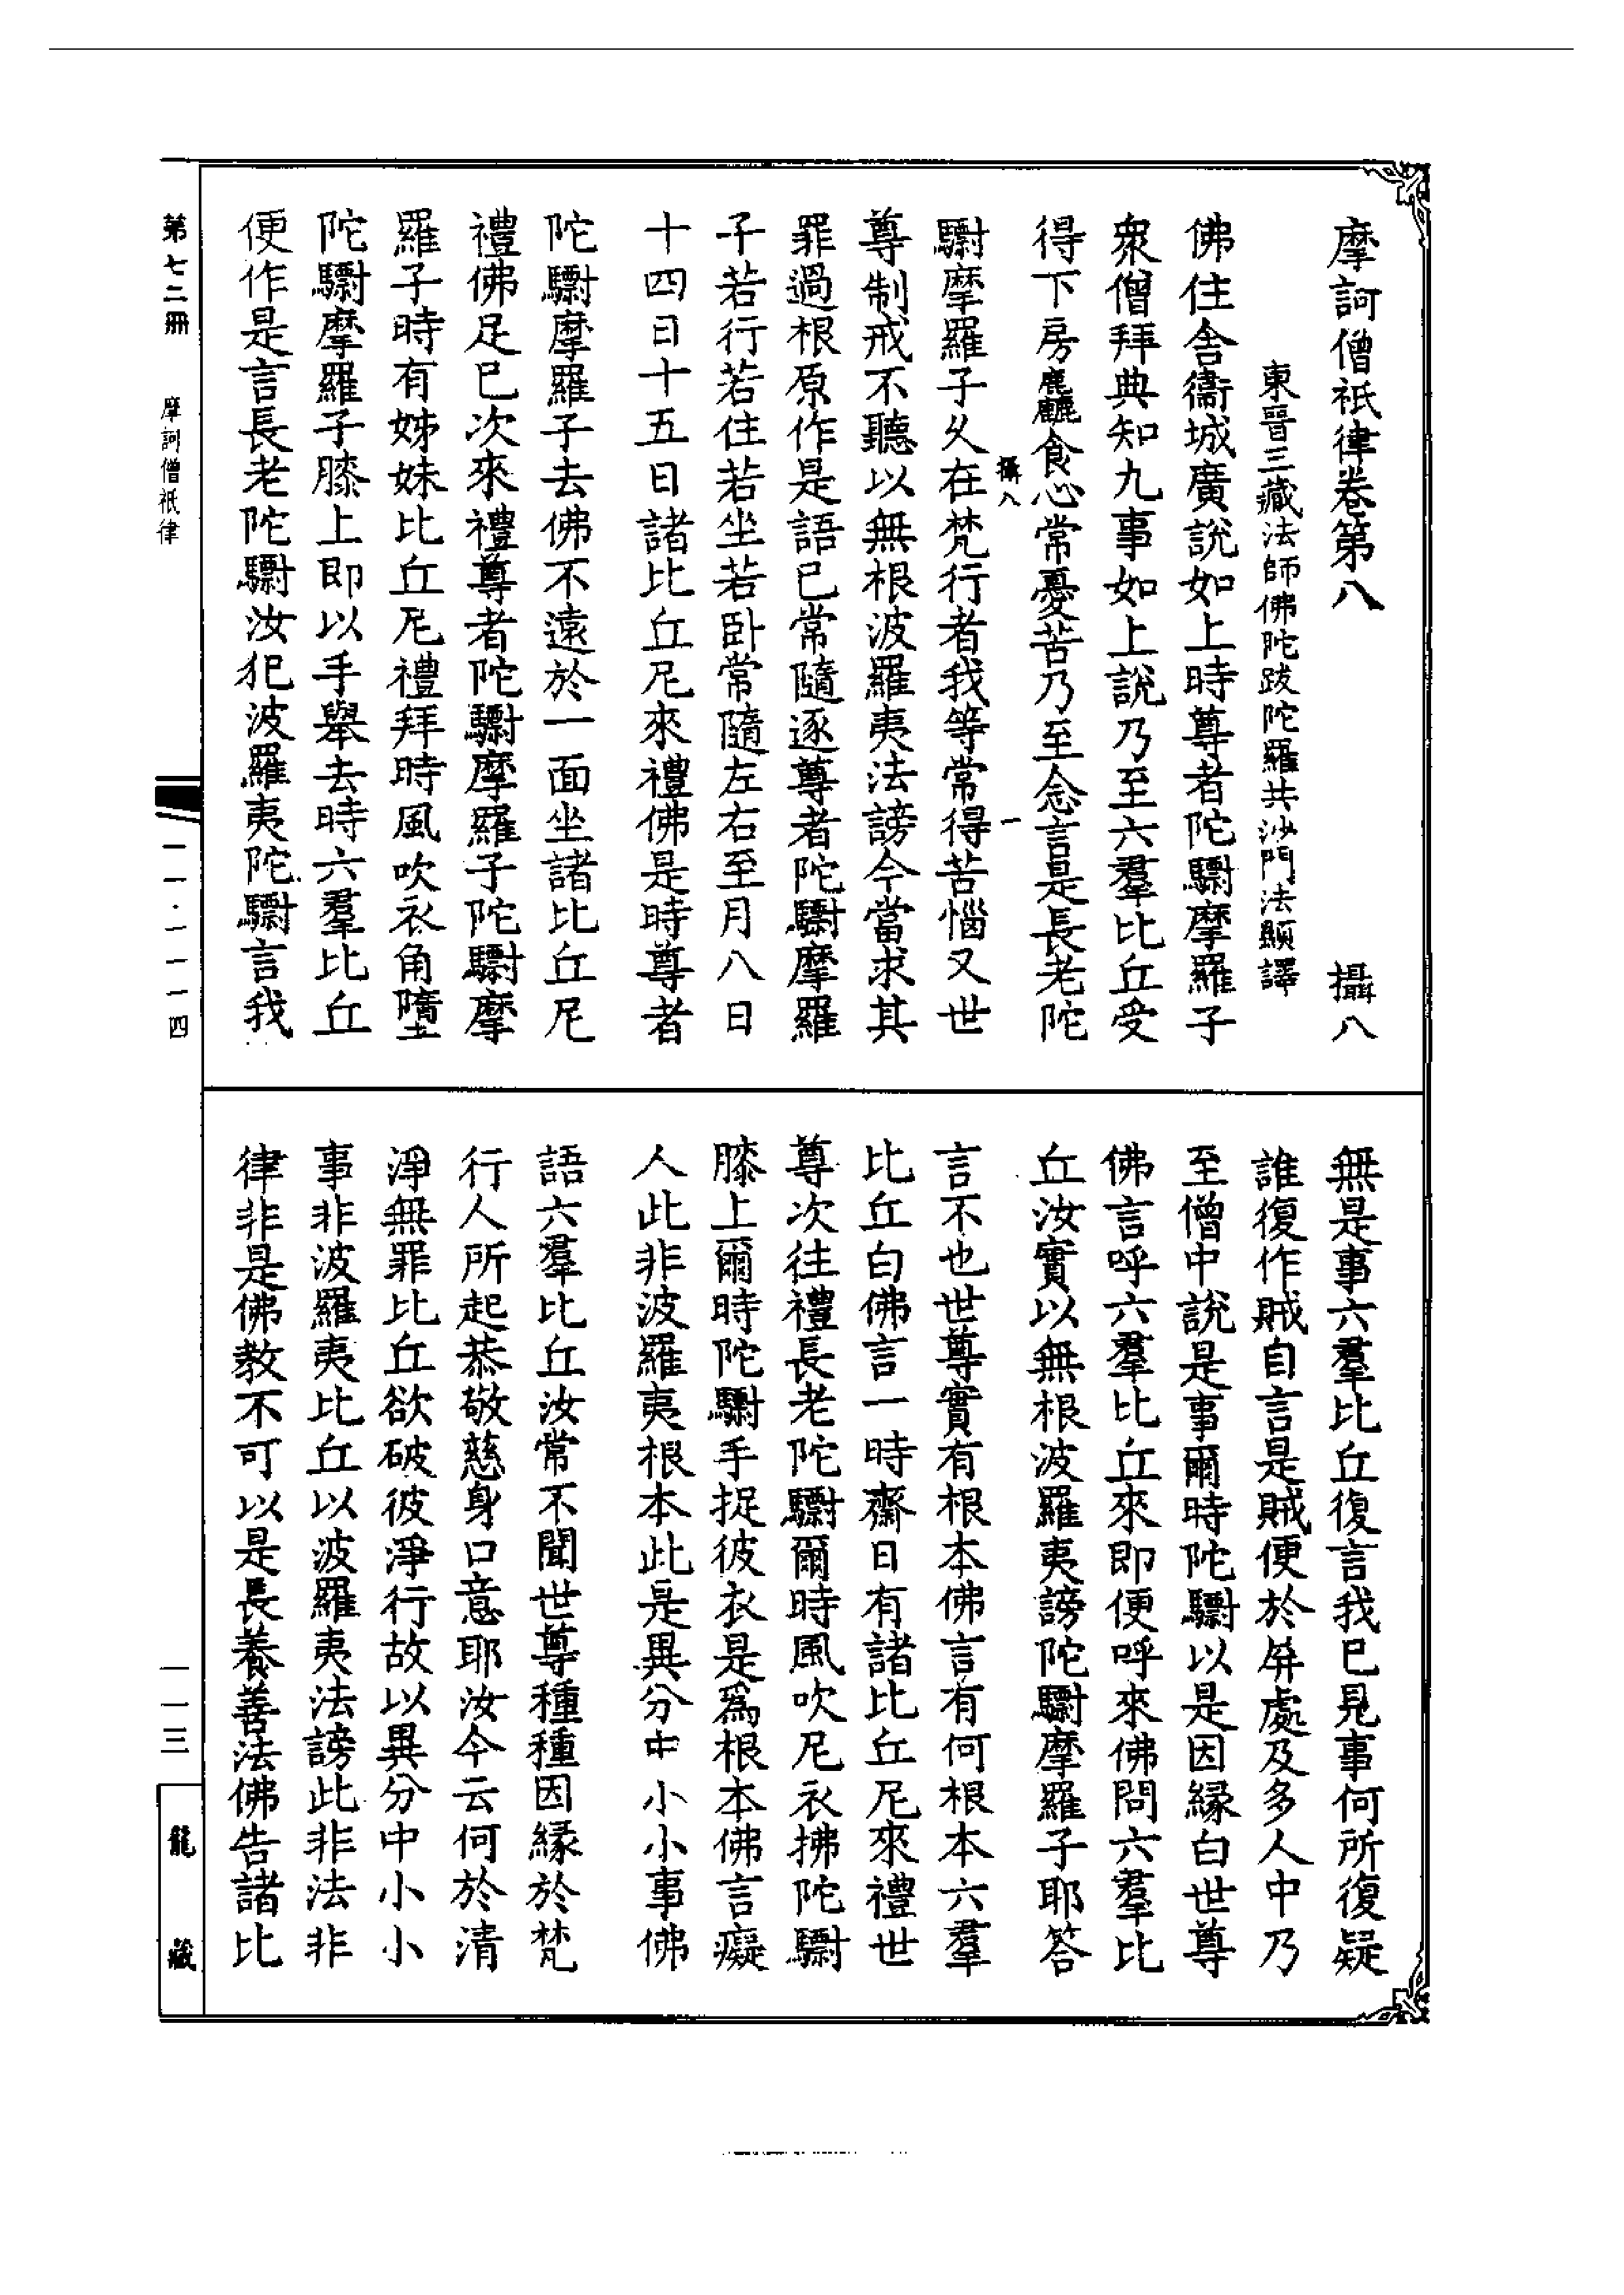 摩訶僧祇律卷第八　攝八
東晉三藏法師佛陀跋陀羅共沙門法顯譯
佛住舍衞城廣說如上時尊者陀驃摩羅子
衆僧拜典知九事如上說乃至六羣比丘受
得下房麤食心常憂苦乃至念言是長老陀
攝八　一
驃摩羅子久在梵行者我等常得苦惱又世
尊制戒不聽以無根波羅夷法謗今當求其
罪過根原作是語已常隨逐尊者陀驃摩羅
子若行若住若坐若卧常隨左右至月八日
十四日十五日諸比丘尼來禮佛是時尊者
陀驃摩羅子去佛不遠於一面坐諸比丘尼
禮佛足已次來禮尊者陀驃摩羅子陀驃摩
羅子時有姊妹比丘尼禮拜時風吹衣角墮
陀驃摩羅子膝上即以手舉去時六羣比丘
便作是言長老陀驃汝犯波羅夷陀驃言我
無是事六羣比丘復言我已見事何所復疑
誰復作賊自言是賊便於屏處及多人中乃
至僧中說是事爾時陀驃以是因緣白世尊
佛言呼六羣比丘來即便呼來佛問六羣比
丘汝實以無根波羅夷謗陀驃摩羅子耶答
言不也世尊實有根本佛言有何根本六羣
比丘白佛言一時齋日有諸比丘尼來禮世
尊次往禮長老陀驃爾時風吹尼衣拂陀驃
膝上爾時陀驃手捉彼衣是爲根本佛言癡
人此非波羅夷根本此是異分中小小事佛
語六羣比丘汝常不聞世尊種種因緣於梵
行人所起恭敬慈身口意耶汝今云何於清
淨無罪比丘欲破彼淨行故以異分中小小
事非波羅夷比丘以波羅夷法謗此非法非
律非是佛教不可以是長養善法佛告諸比
第七二冊　摩訶僧祇律　一一·一一一四
一一三
龍藏